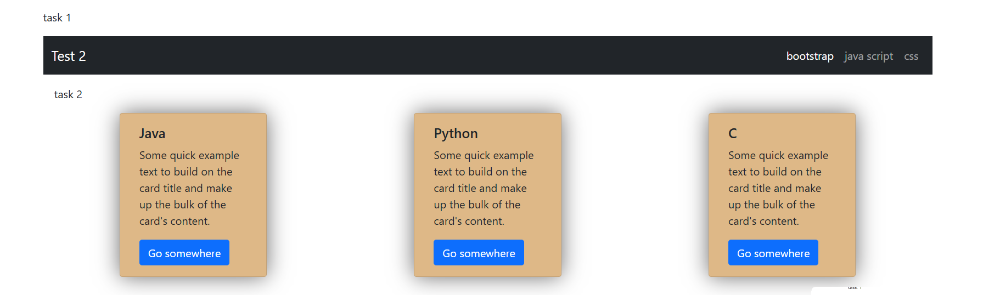 task 1
Test 2
bootstrap java script css
task 2
Java
Some quick example
text to build on the
card title and make
up the bulk of the
card's content.
Go somewhere
Python
Some quick example
text to build on the
card title and make
up the bulk of the
card's content.
Go somewhere
C
Some quick example
text to build on the
card title and make
up the bulk of the
card's content.
Go somewhere
task